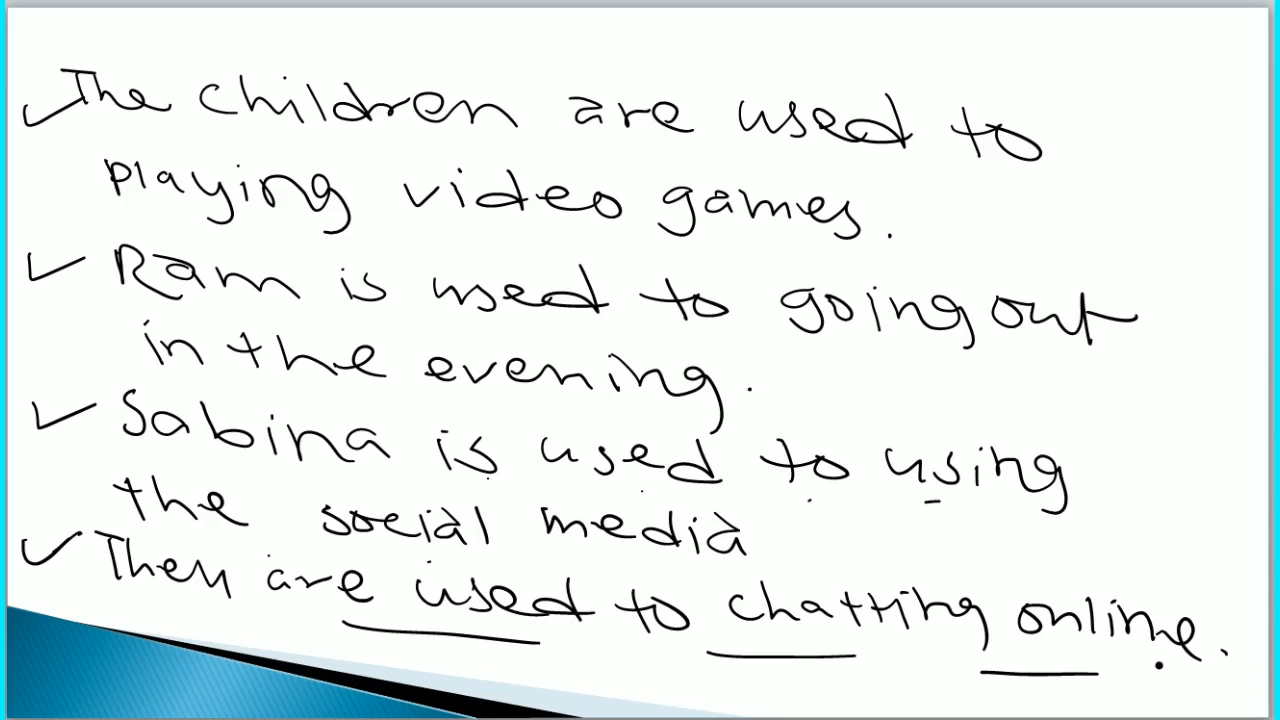 The children are used to
playing video games.
Ram is used to going out
in the evening.
Sabina is used to using
the social media
They are used to chatting online.